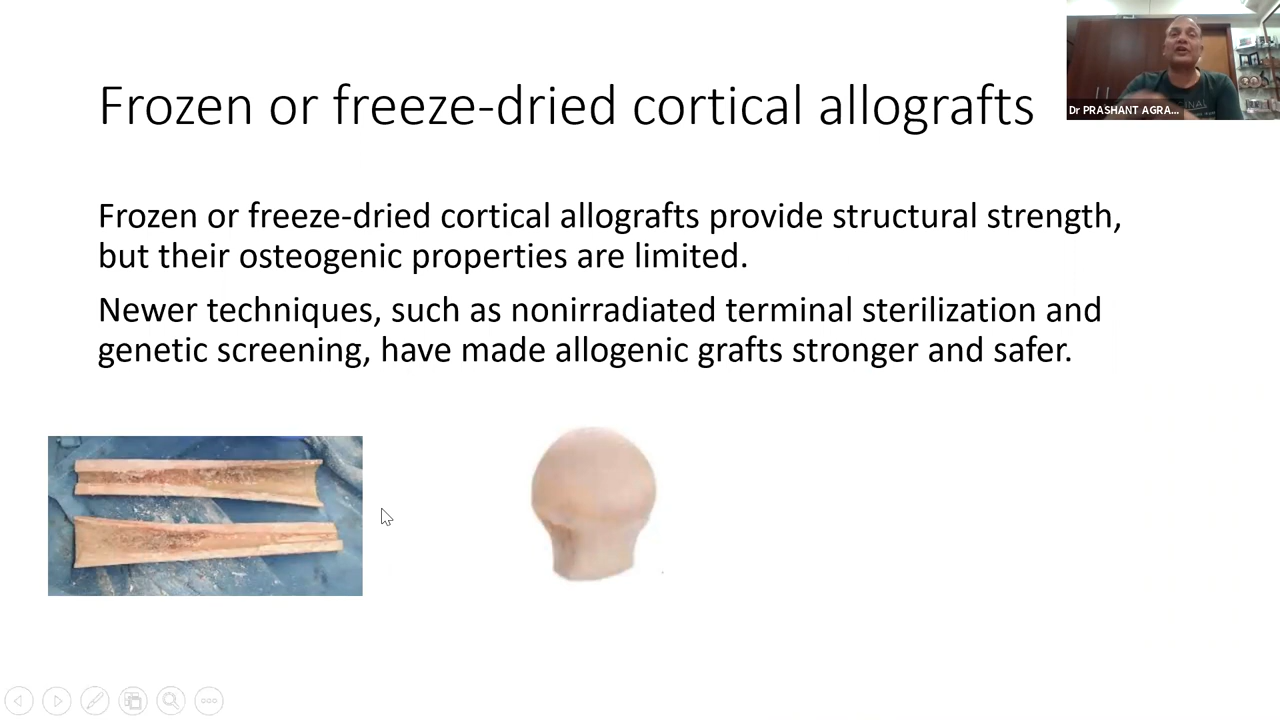 Frozen or freeze-dried cortical allografts
Dr PRASHANT AGRA...
Frozen or freeze-dried cortical allografts provide structural strength,
but their osteogenic properties are limited.
Newer techniques, such as nonirradiated terminal sterilization and
genetic screening, have made allogenic grafts stronger and safer.